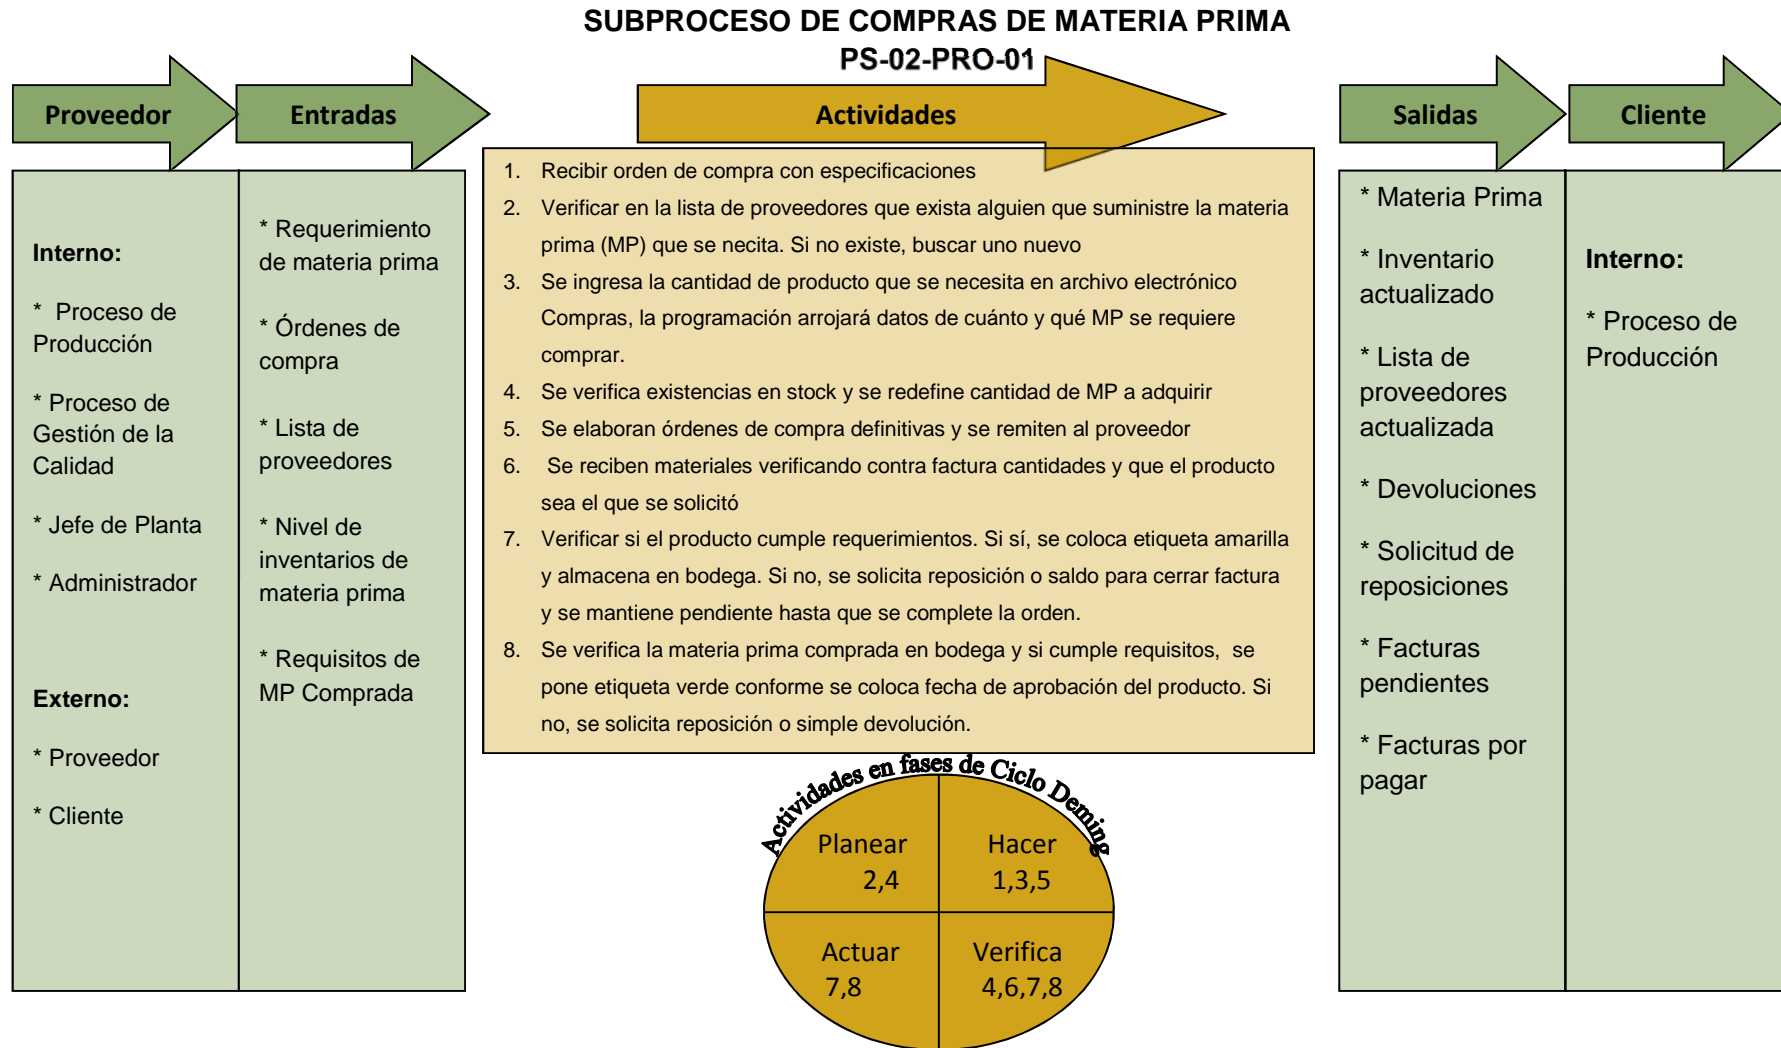 SUBPROCESO DE COMPRAS DE MATERIA PRIMA
PS-02-PRO-01
Proveedor
Entradas
Actividades
Salidas
Cliente
Interno:
* Proceso de
Producción
* Proceso de
Gestión de la
Calidad
* Jefe de Planta
* Administrador
Externo:
* Proveedor
* Cliente
* Requerimiento
de materia prima
* Órdenes de
compra
* Lista de
proveedores
* Nivel de
inventarios de
materia prima
* Requisitos de
MP Comprada
1. Recibir orden de compra con especificaciones
2. Verificar en la lista de proveedores que exista alguien que suministre la materia
prima (MP) que se necita. Si no existe, buscar uno nuevo
3. Se ingresa la cantidad de producto que se necesita en archivo electrónico
Compras, la programación arrojará datos de cuánto y qué MP se requiere
comprar.
4. Se verifica existencias en stock y se redefine cantidad de MP a adquirir
5. Se elaboran órdenes de compra definitivas y se remiten al proveedor
6. Se reciben materiales verificando contra factura cantidades y que el producto
sea el que se solicitó
7. Verificar si el producto cumple requerimientos. Si sí, se coloca etiqueta amarilla
y almacena en bodega. Si no, se solicita reposición o saldo para cerrar factura
y se mantiene pendiente hasta que se complete la orden.
8. Se verifica la materia prima comprada en bodega y si cumple requisitos, se
pone etiqueta verde conforme se coloca fecha de aprobación del producto. Si
no, se solicita reposición o simple devolución.
Actividades en fases de Ciclo Deming
Planear
2,4
Hacer
1,3,5
Actuar
7,8
Verifica
4,6,7,8
* Materia Prima
* Inventario
actualizado
* Lista de
proveedores
actualizada
* Devoluciones
* Solicitud de
reposiciones
* Facturas
pendientes
* Facturas por
pagar
Interno:
* Proceso de
Producción